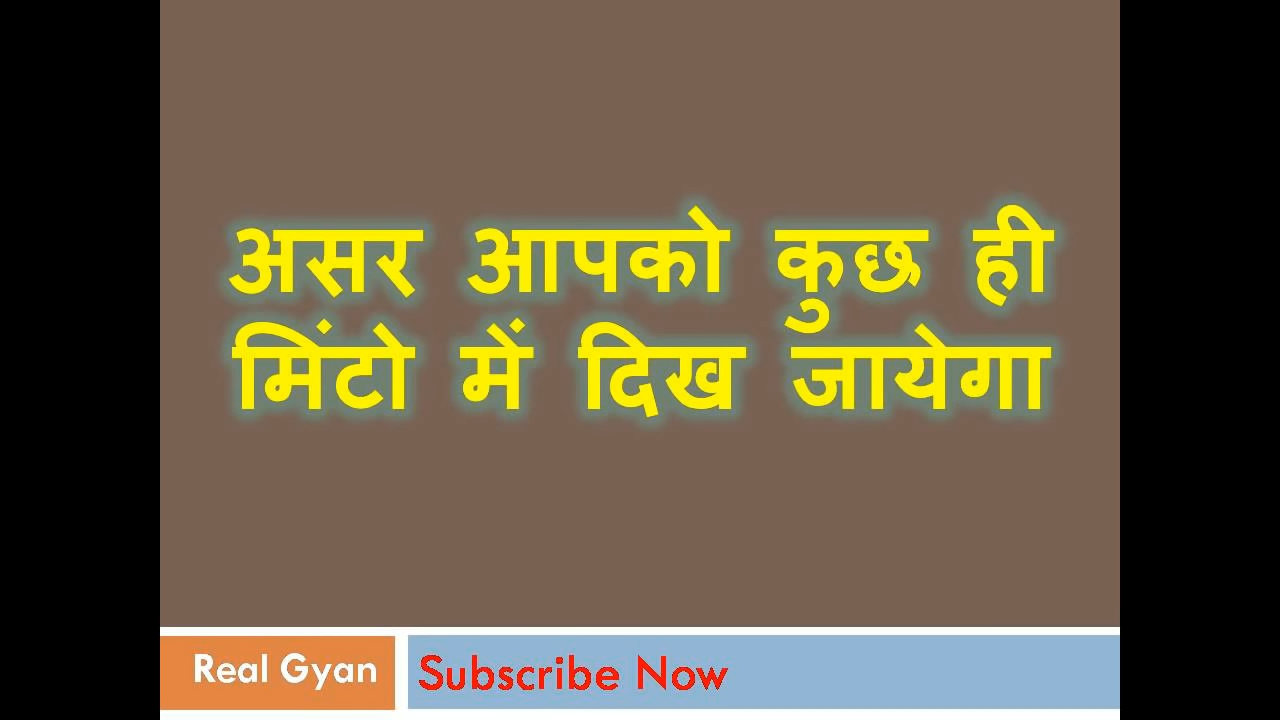 असर आपको कुछ ही
मिंटो में दिख जायेगा
Real Gyan
Subscribe Now